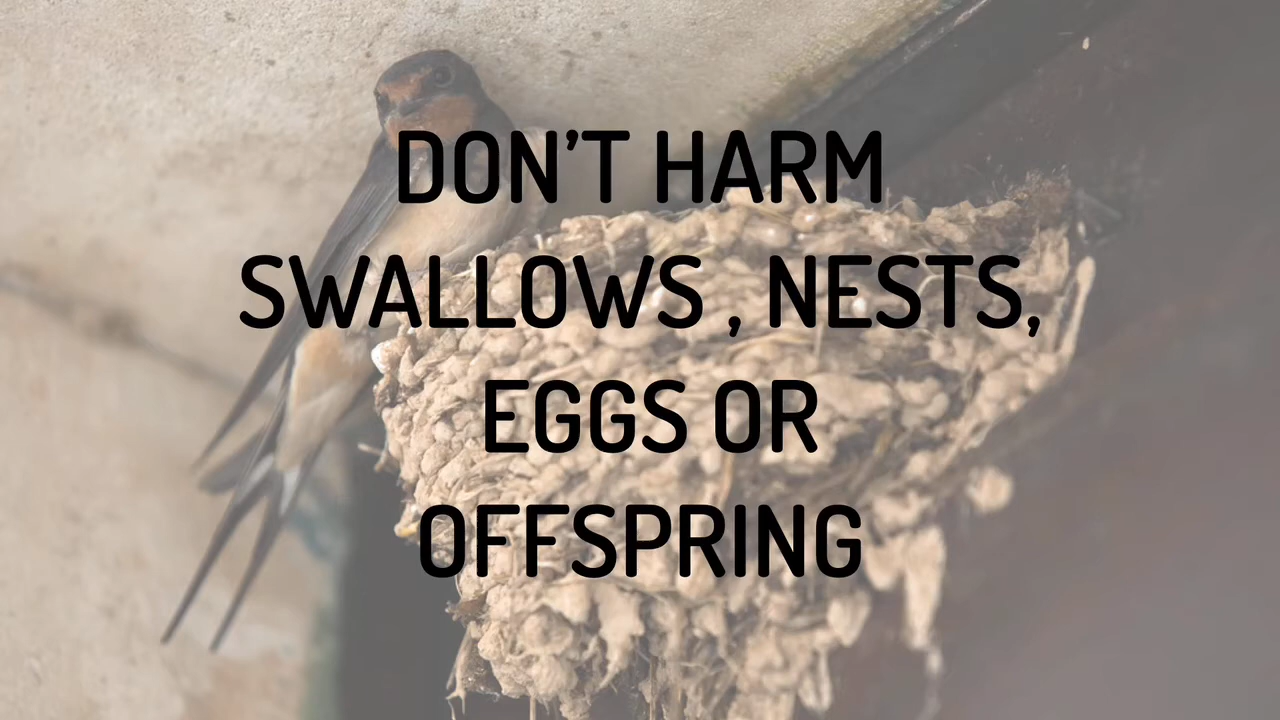 DON’T HARM
SWALLOWS , NESTS,
EGGS OR
OFFSPRING